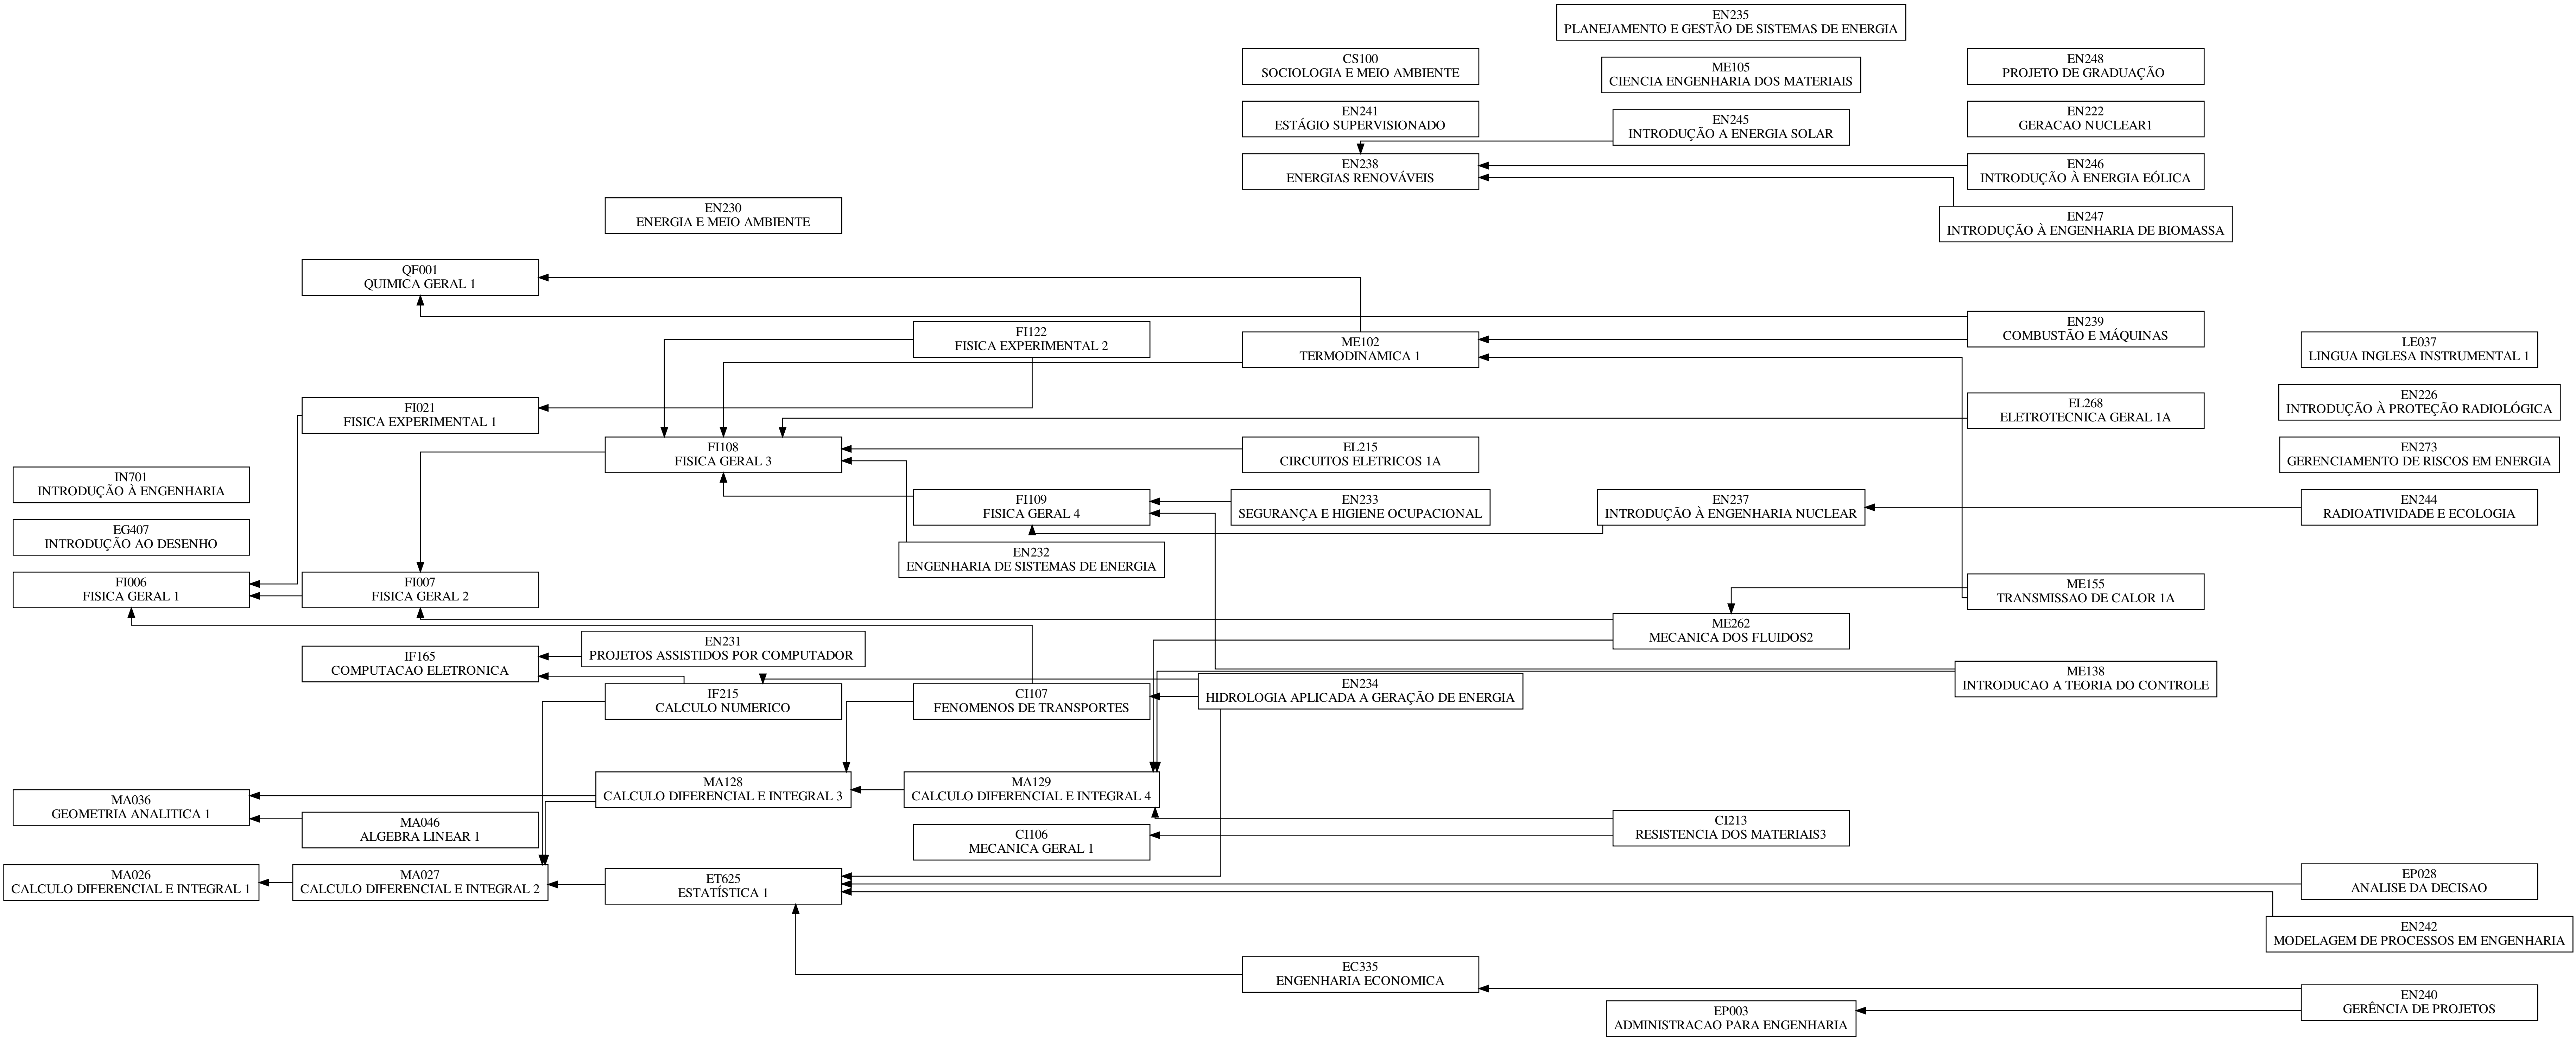 EN235
PLANEJAMENTO E GESTÃO DE SISTEMAS DE ENERGIA
CS100
SOCIOLOGIA E MEIO AMBIENTE
ME105
CIENCIA ENGENHARIA DOS MATERIAIS
EN248
PROJETO DE GRADUAÇÃO
EN241
ESTÁGIO SUPERVISIONADO
EN245
INTRODUÇÃO A ENERGIA SOLAR
EN222
GERACAO NUCLEAR1
EN238
ENERGIAS RENOVÁVEIS
EN246
INTRODUÇÃO À ENERGIA EÓLICA
EN230
ENERGIA E MEIO AMBIENTE
EN247
INTRODUÇÃO À ENGENHARIA DE BIOMASSA
QF001
QUIMICA GERAL 1
FI122
FISICA EXPERIMENTAL 2
ME102
TERMODINAMICA 1
EN239
COMBUSTÃO E MÁQUINAS
LE037
LINGUA INGLESA INSTRUMENTAL 1
FI021
FISICA EXPERIMENTAL 1
EL268
ELETROTECNICA GERAL 1A
EN226
INTRODUÇÃO À PROTEÇÃO RADIOLÓGICA
FI108
FISICA GERAL 3
EL215
CIRCUITOS ELETRICOS 1A
EN273
GERENCIAMENTO DE RISCOS EM ENERGIA
IN701
INTRODUÇÃO À ENGENHARIA
FI109
FISICA GERAL 4
EN233
SEGURANÇA E HIGIENE OCUPACIONAL
EN237
INTRODUÇÃO À ENGENHARIA NUCLEAR
EN244
RADIOATIVIDADE E ECOLOGIA
EG407
INTRODUÇÃO AO DESENHO
EN232
ENGENHARIA DE SISTEMAS DE ENERGIA
FI006
FISICA GERAL 1
FI007
FISICA GERAL 2
ME155
TRANSMISSAO DE CALOR 1A
ME262
MECANICA DOS FLUIDOS2
EN231
PROJETOS ASSISTIDOS POR COMPUTADOR
IF165
COMPUTACAO ELETRONICA
ME138
INTRODUCAO A TEORIA DO CONTROLE
IF215
CALCULO NUMERICO
CI107
FENOMENOS DE TRANSPORTES
EN234
HIDROLOGIA APLICADA A GERAÇÃO DE ENERGIA
MA036
GEOMETRIA ANALITICA 1
MA128
CALCULO DIFERENCIAL E INTEGRAL 3
MA129
CALCULO DIFERENCIAL E INTEGRAL 4
MA046
ALGEBRA LINEAR 1
CI106
MECANICA GERAL 1
CI213
RESISTENCIA DOS MATERIAIS3
MA026
CALCULO DIFERENCIAL E INTEGRAL 1
MA027
CALCULO DIFERENCIAL E INTEGRAL 2
ET625
ESTATÍSTICA 1
EP028
ANALISE DA DECISAO
EN242
MODELAGEM DE PROCESSOS EM ENGENHARIA
EC335
ENGENHARIA ECONOMICA
EN240
GERÊNCIA DE PROJETOS
EP003
ADMINISTRACAO PARA ENGENHARIA